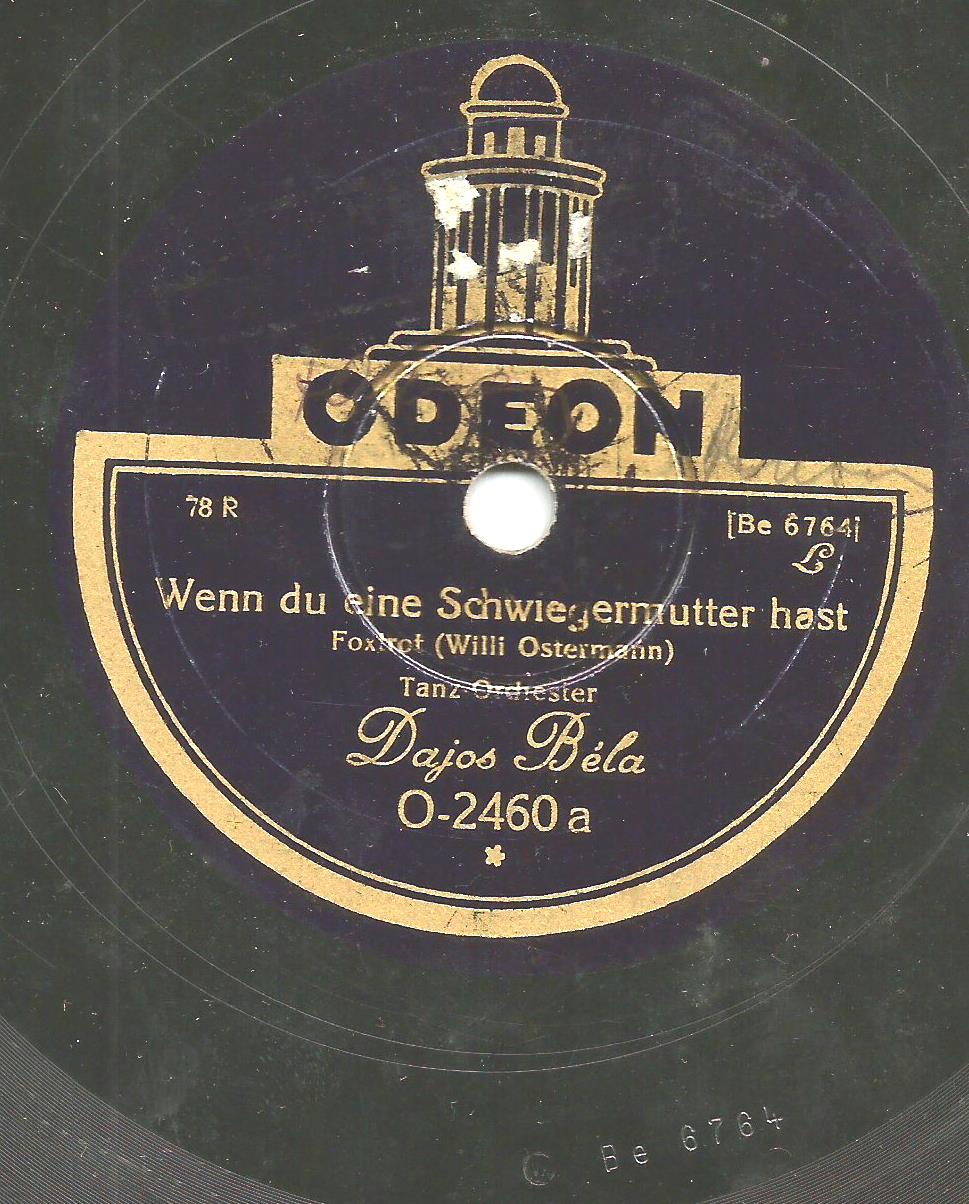 ODEON
78 R
[Be 6764]
L
Wenn du eine Schwiegermutter hast
Foxtrot (Willi Ostermann)
Tanz-Orchester
Dajos Béla
O-2460 a
*
Be 6764